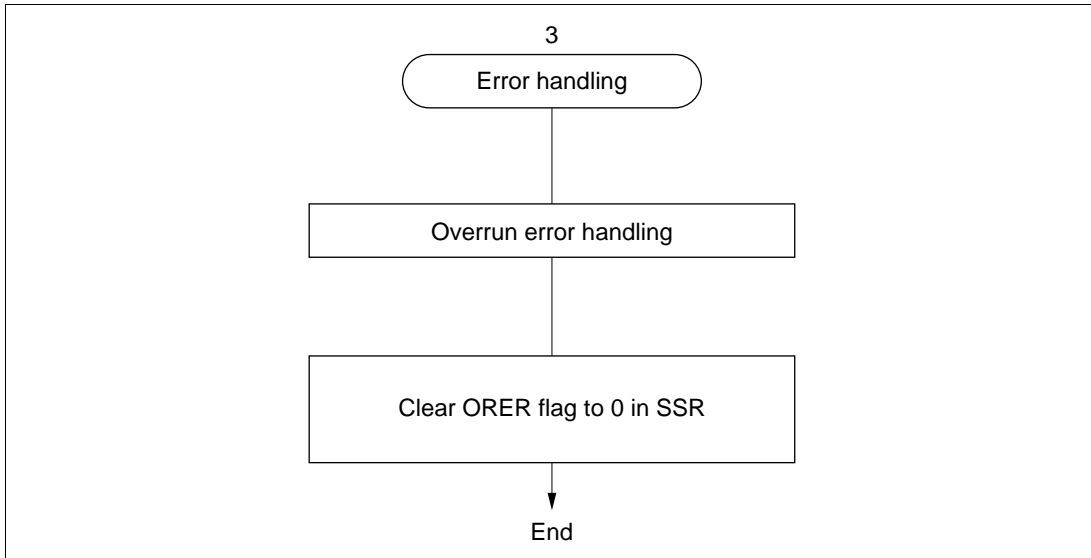 3
Error handling
Overrun error handling
Clear ORER flag to 0 in SSR
End